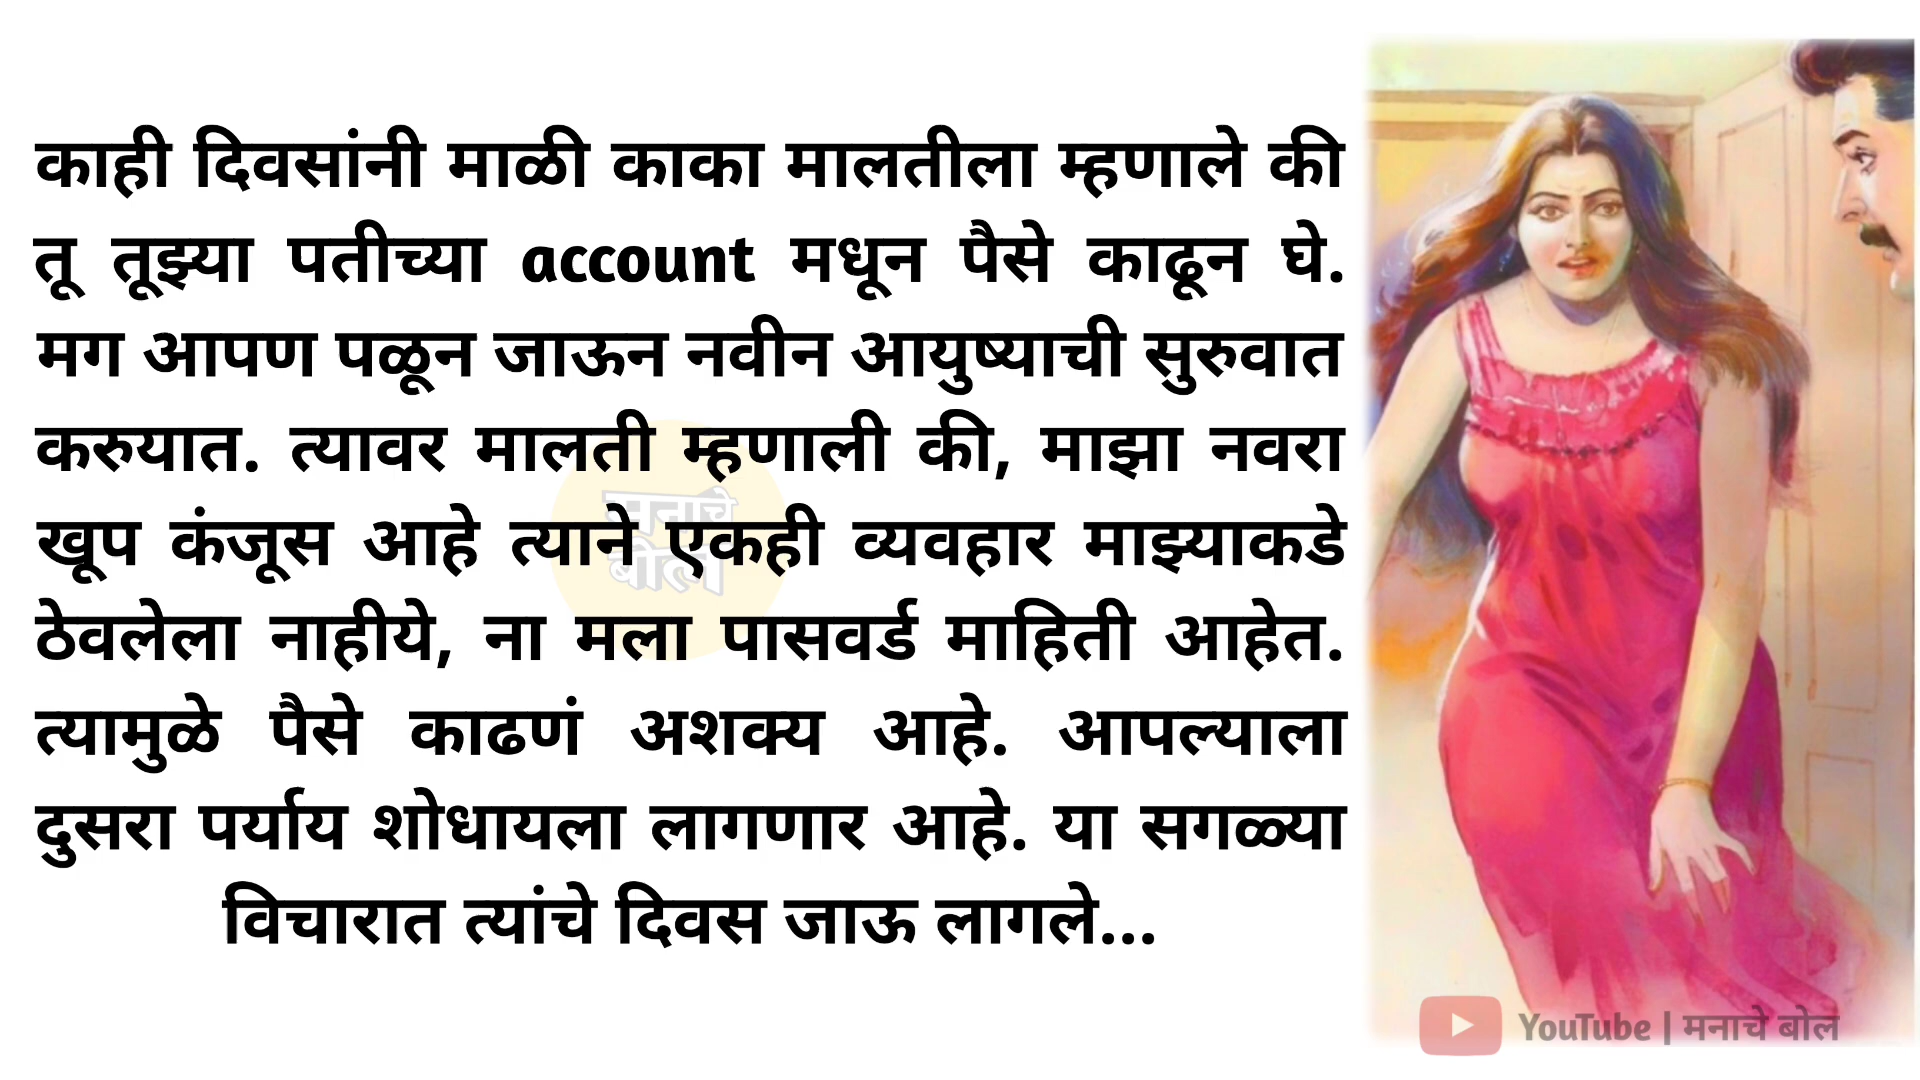 काही दिवसांनी माळी काका मालतीला म्हणाले की
तू तूझ्या पतीच्या account मधून पैसे काढून घे.
मग आपण पळून जाऊन नवीन आयुष्याची सुरुवात
करुयात. त्यावर मालती म्हणाली की, माझा नवरा
खूप कंजूस आहे त्याने एकही व्यवहार माझ्याकडे
ठेवलेला नाहीये, ना मला पासवर्ड माहिती आहेत.
त्यामुळे पैसे काढणं अशक्य आहे. आपल्याला
दुसरा पर्याय शोधायला लागणार आहे. या सगळ्या
विचारात त्यांचे दिवस जाऊ लागले...
मनाचे
बोल
YouTube | मनाचे बोल